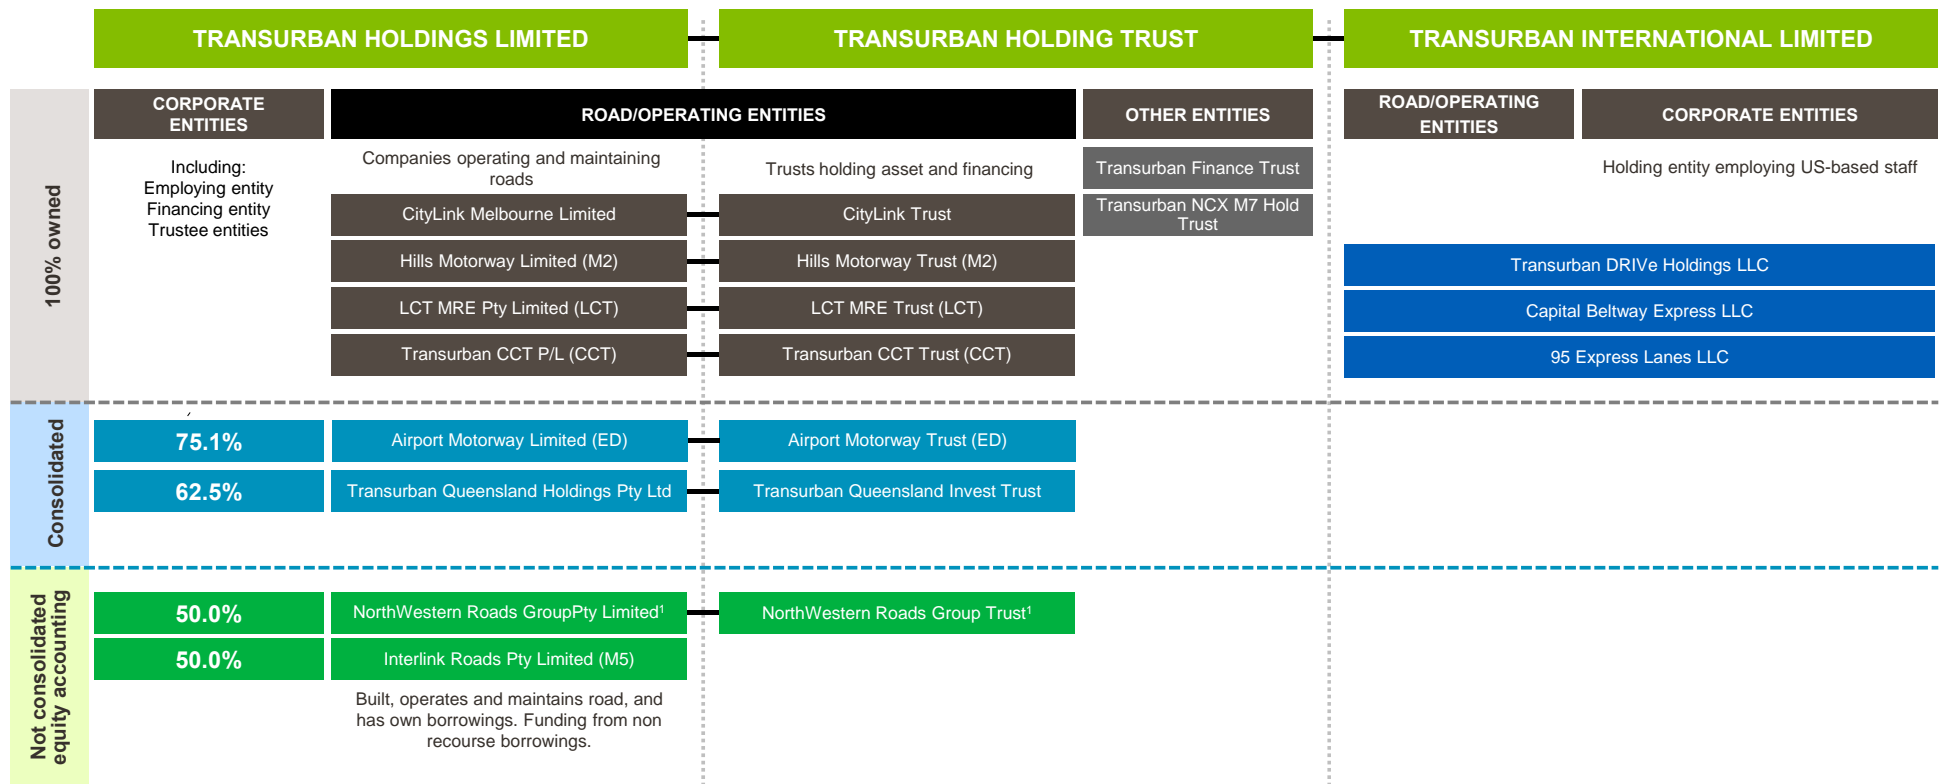 TRANSURBAN HOLDINGS LIMITED
TRANSURBAN HOLDING TRUST
TRANSURBAN INTERNATIONAL LIMITED
CORPORATE
ENTITIES
ROAD/OPERATING ENTITIES
OTHER ENTITIES
ROAD/OPERATING
ENTITIES
CORPORATE ENTITIES
100% owned
Including:
Employing entity
Financing entity
Trustee entities
Companies operating and maintaining
roads
Trusts holding asset and financing
Transurban Finance Trust
Holding entity employing US-based staff
CityLink Melbourne Limited
CityLink Trust
Transurban NCX M7 Hold
Trust
Hills Motorway Limited (M2)
Hills Motorway Trust (M2)
Transurban DRIVe Holdings LLC
LCT MRE Pty Limited (LCT)
LCT MRE Trust (LCT)
Capital Beltway Express LLC
Transurban CCT P/L (CCT)
Transurban CCT Trust (CCT)
95 Express Lanes LLC
Consolidated
75.1%
Airport Motorway Limited (ED)
Airport Motorway Trust (ED)
62.5%
Transurban Queensland Holdings Pty Ltd
Transurban Queensland Invest Trust
Not consolidated
equity accounting
50.0%
NorthWestern Roads GroupPty Limited¹
NorthWestern Roads Group Trust¹
50.0%
Interlink Roads Pty Limited (M5)
Built, operates and maintains road, and
has own borrowings. Funding from non
recourse borrowings.